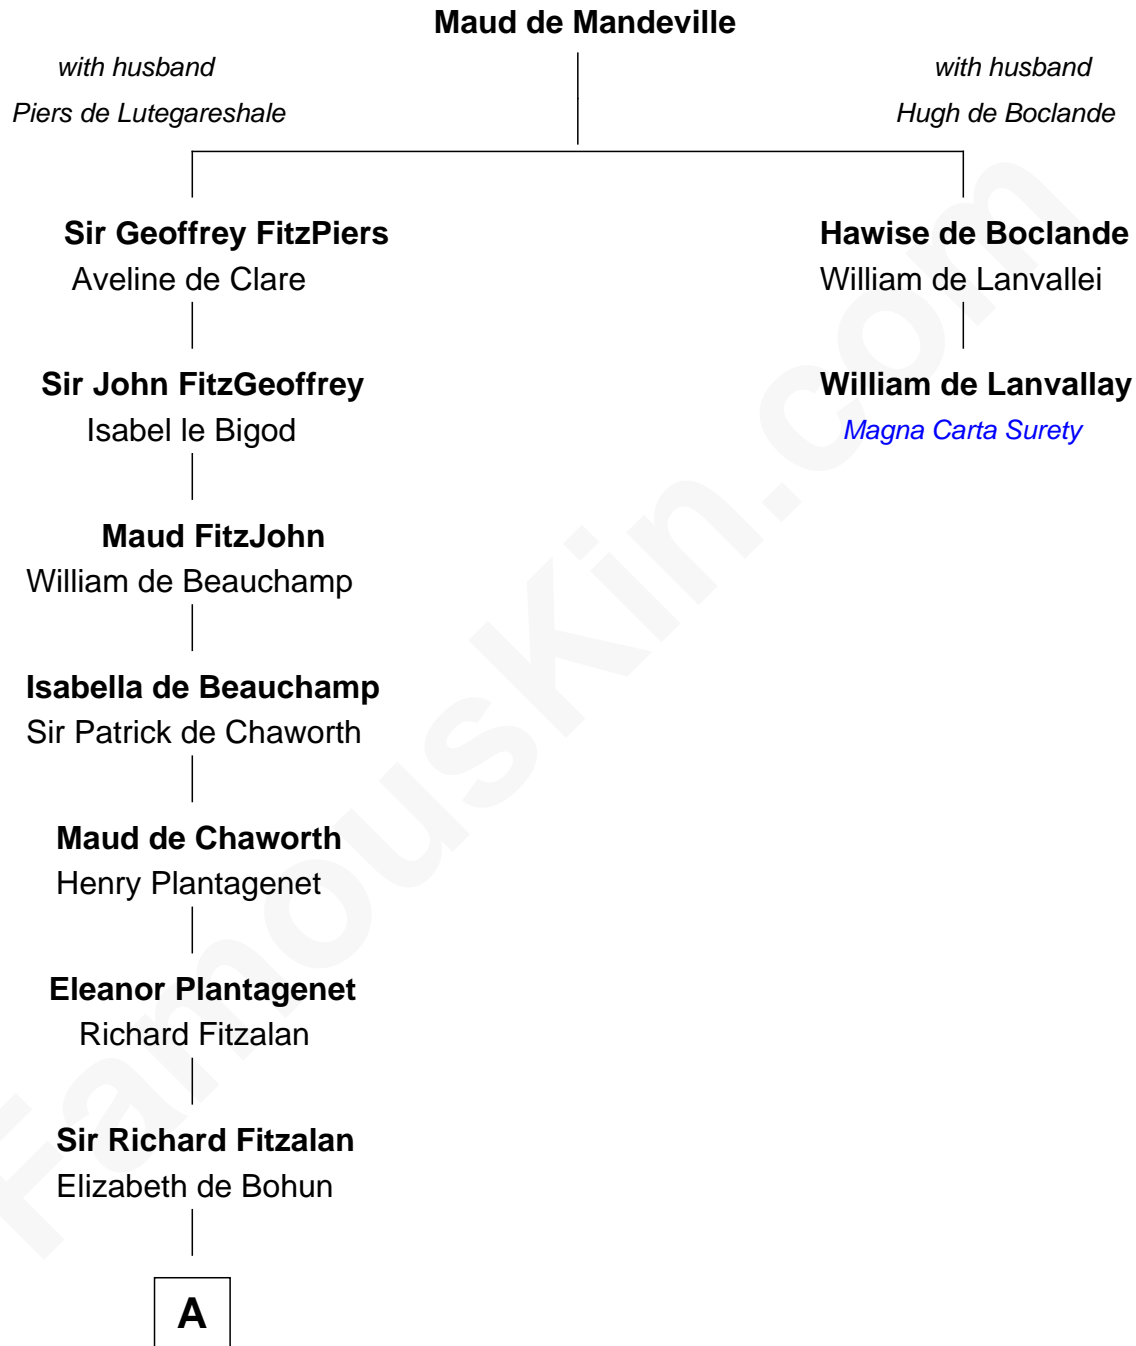 Maud de Mandeville
with husband
Piers de Lutegareshale
with husband
Hugh de Boclande
Sir Geoffrey FitzPiers
Aveline de Clare
Hawise de Boclande
William de Lanvallei
Sir John FitzGeoffrey
Isabel le Bigod
William de Lanvallay
Magna Carta Surety
Maud FitzJohn
William de Beauchamp
Isabella de Beauchamp
Sir Patrick de Chaworth
Maud de Chaworth
Henry Plantagenet
Eleanor Plantagenet
Richard Fitzalan
Sir Richard Fitzalan
Elizabeth de Bohun
A
FamousKin.com